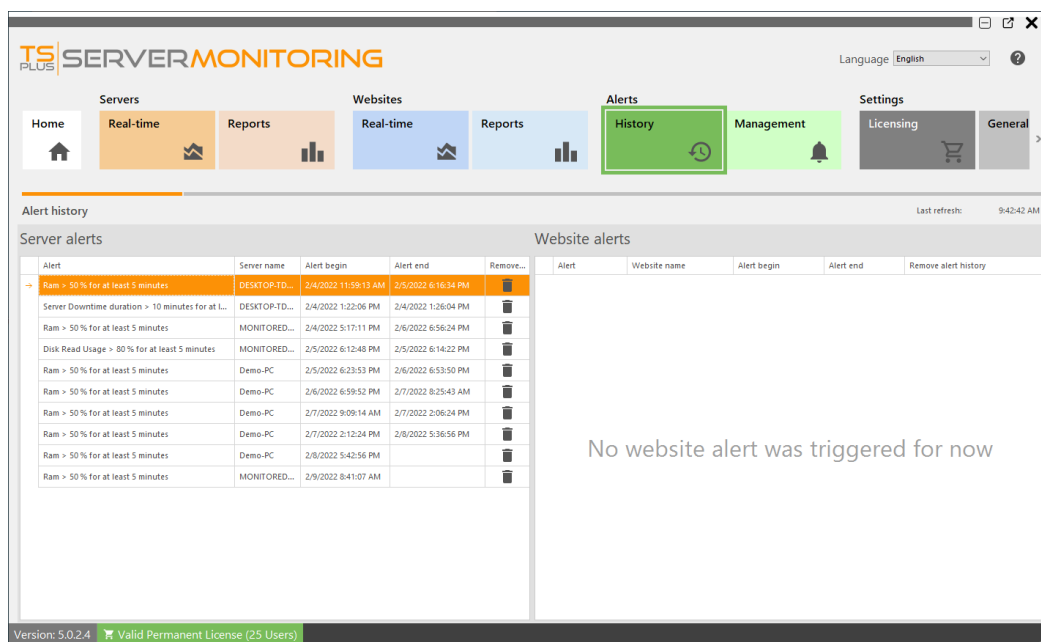 TS PLUS SERVERMONITORING
Language English
Servers Websites Alerts Settings
Home Real-time Reports Real-time Reports History Management Licensing General
Alert history Last refresh: 9:42:42 AM
Server alerts Website alerts
Alert Server name Alert begin Alert end Remove... Alert Website name Alert begin Alert end Remove alert history
Ram > 50 % for at least 5 minutes DESKTOP-TD... 2/4/2022 11:59:13 AM 2/5/2022 6:16:34 PM
Server Downtime duration > 10 minutes for at l... DESKTOP-TD... 2/4/2022 1:22:06 PM 2/4/2022 1:26:04 PM
Ram > 50 % for at least 5 minutes MONITORED... 2/4/2022 5:17:11 PM 2/6/2022 6:56:24 PM
Disk Read Usage > 80 % for at least 5 minutes MONITORED... 2/5/2022 6:12:48 PM 2/5/2022 6:14:22 PM
Ram > 50 % for at least 5 minutes Demo-PC 2/5/2022 6:23:53 PM 2/6/2022 6:53:50 PM
Ram > 50 % for at least 5 minutes Demo-PC 2/6/2022 6:59:52 PM 2/7/2022 8:25:43 AM
Ram > 50 % for at least 5 minutes Demo-PC 2/7/2022 9:09:14 AM 2/7/2022 2:06:24 PM
Ram > 50 % for at least 5 minutes Demo-PC 2/7/2022 2:12:24 PM 2/8/2022 5:36:56 PM
Ram > 50 % for at least 5 minutes Demo-PC 2/8/2022 5:42:56 PM
Ram > 50 % for at least 5 minutes MONITORED... 2/9/2022 8:41:07 AM
No website alert was triggered for now
Version: 5.0.2.4 Valid Permanent License (25 Users)